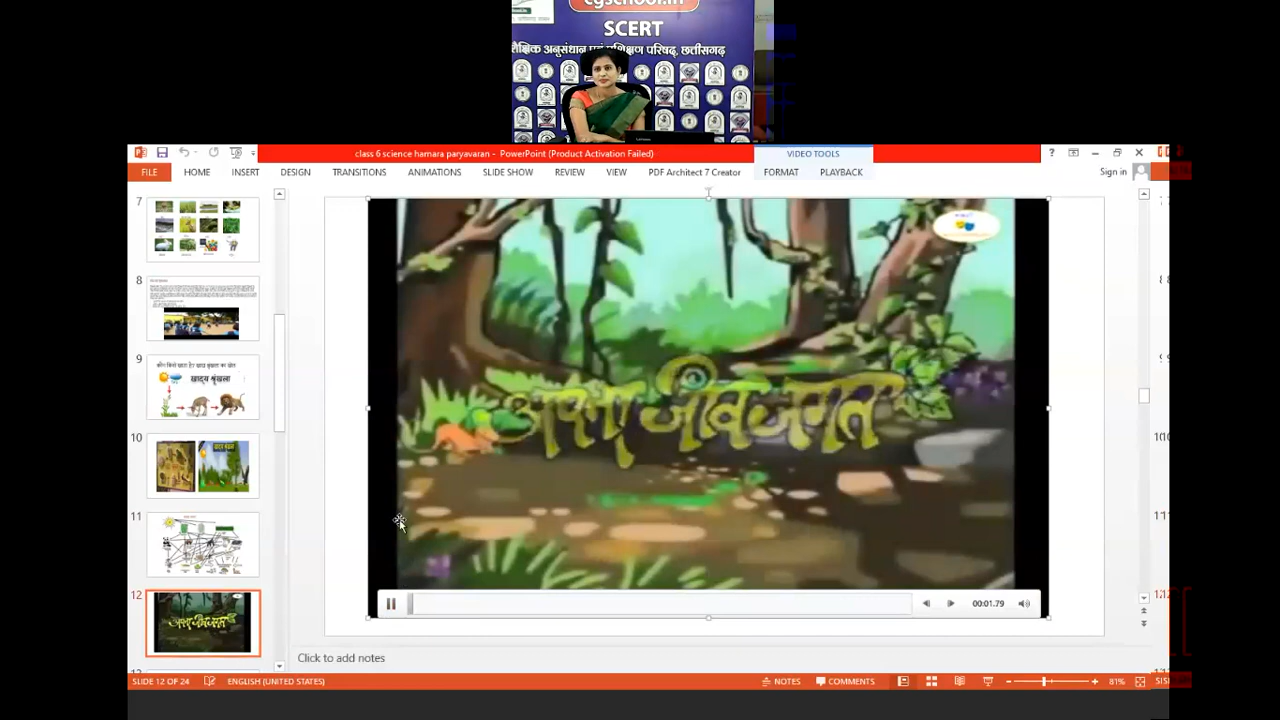 cgschool.in
SCERT
शैक्षिक अनुसंधान एवं प्रशिक्षण परिषद्, छत्तीसगढ़
class 6 science hamara paryavaran - PowerPoint (Product Activation Failed)
VIDEO TOOLS
?
FILE HOME INSERT DESIGN TRANSITIONS ANIMATIONS SLIDE SHOW REVIEW VIEW PDF Architect 7 Creator FORMAT PLAYBACK Sign in
7
8
9
खाद्य श्रृंखला
10
11
12
अपना जीव जगत
अपना जीव जगत
00:01.79
Click to add notes
SLIDE 12 OF 24 ENGLISH (UNITED STATES) NOTES COMMENTS 81%